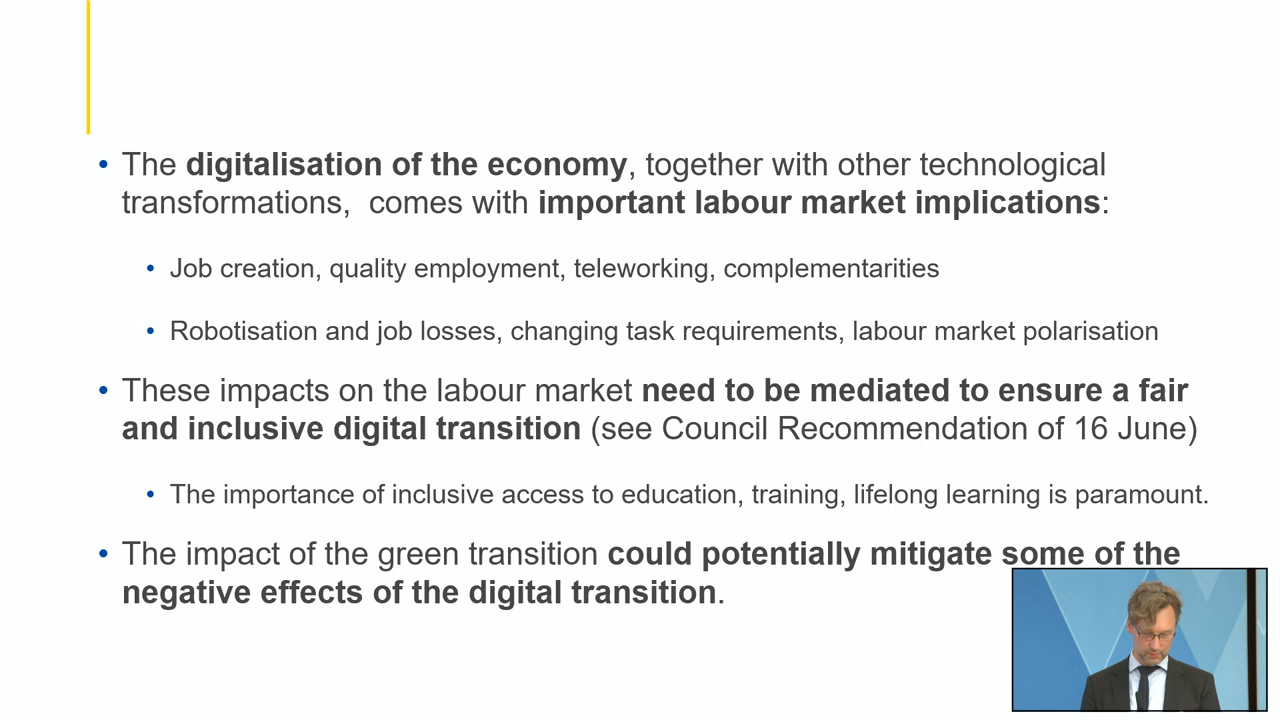 The digitalisation of the economy, together with other technological
transformations,  comes with important labour market implications:
Job creation, quality employment, teleworking, complementarities
Robotisation and job losses, changing task requirements, labour market polarisation
These impacts on the labour market need to be mediated to ensure a fair
and inclusive digital transition (see Council Recommendation of 16 June)
The importance of inclusive access to education, training, lifelong learning is paramount.
The impact of the green transition could potentially mitigate some of the
negative effects of the digital transition.